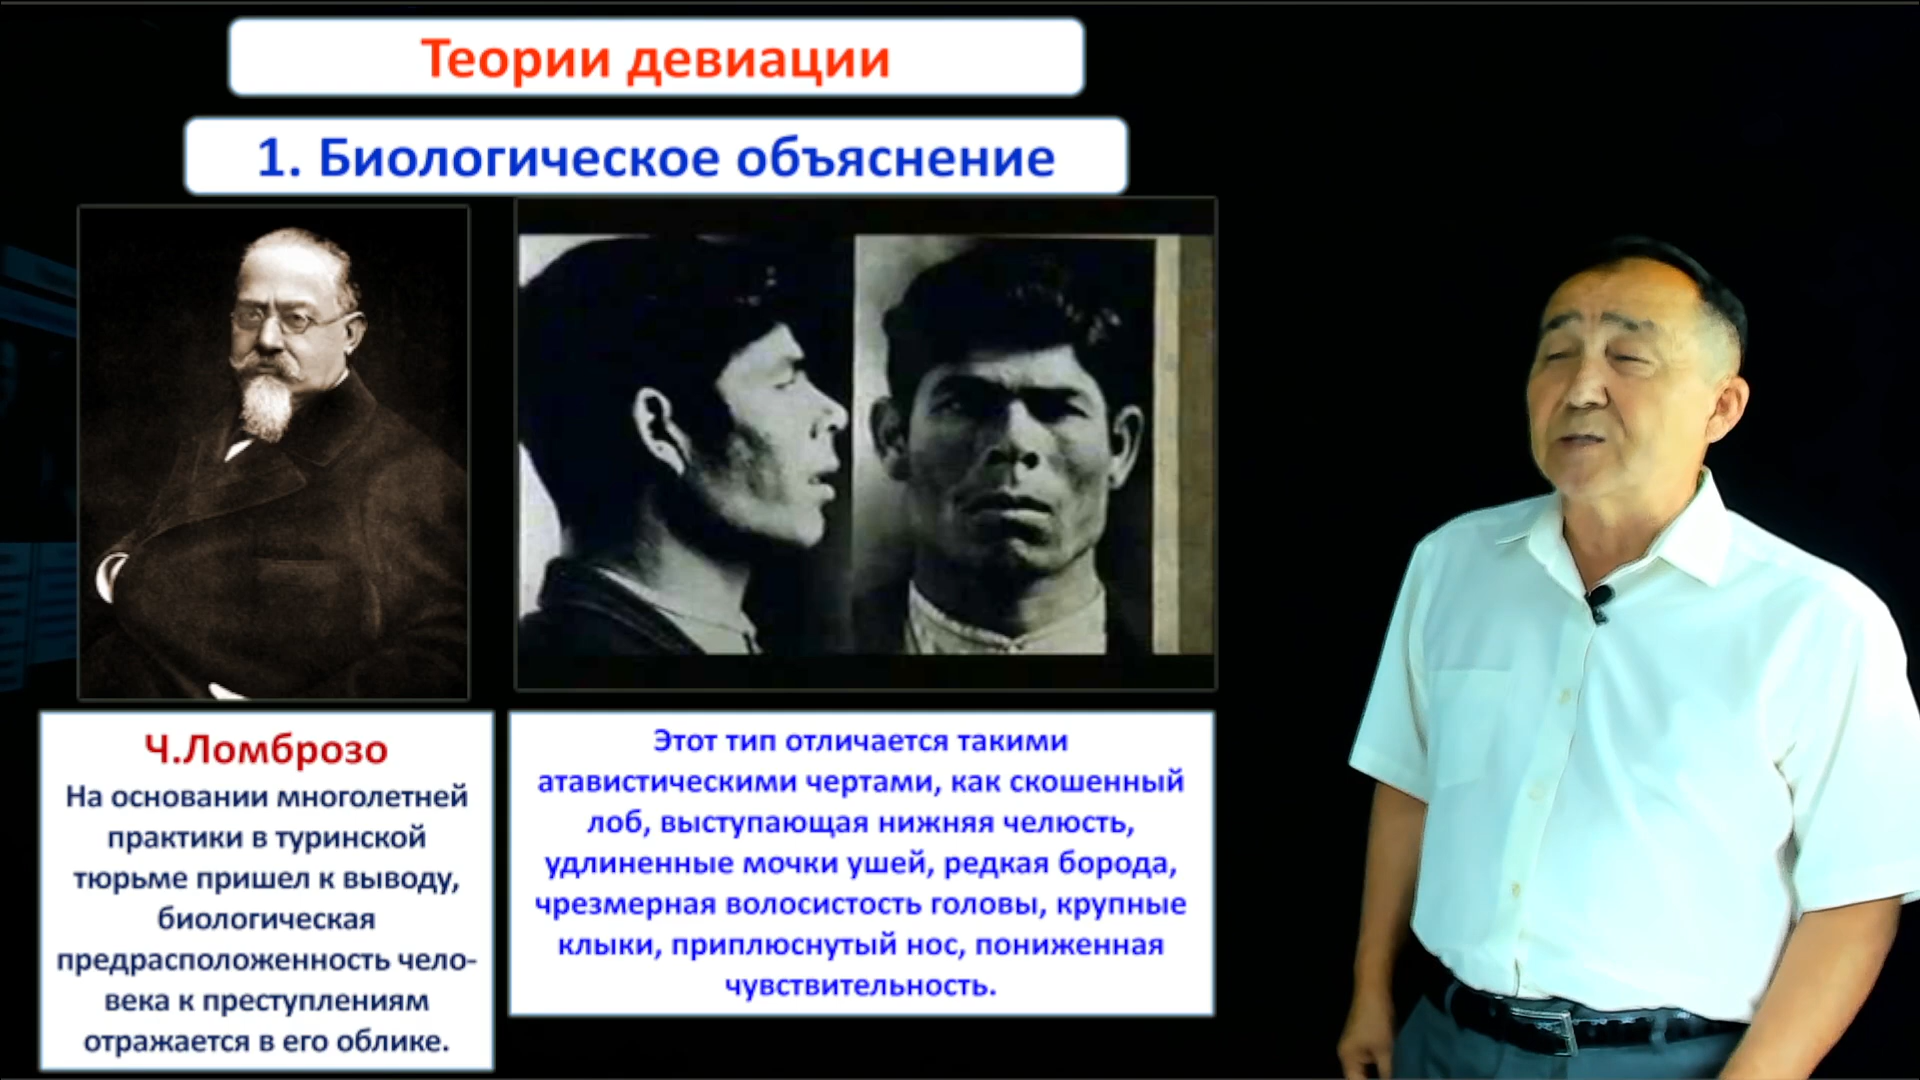 Теории девиации
1. Биологическое объяснение
Ч.Ломброзо
На основании многолетней
практики в туринской
тюрьме пришел к выводу,
биологическая
предрасположенность чело-
века к преступлениям
отражается в его облике.
Этот тип отличается такими
атавистическими чертами, как скошенный
лоб, выступающая нижняя челюсть,
удлиненные мочки ушей, редкая борода,
чрезмерная волосистость головы, крупные
клыки, приплюснутый нос, пониженная
чувствительность.